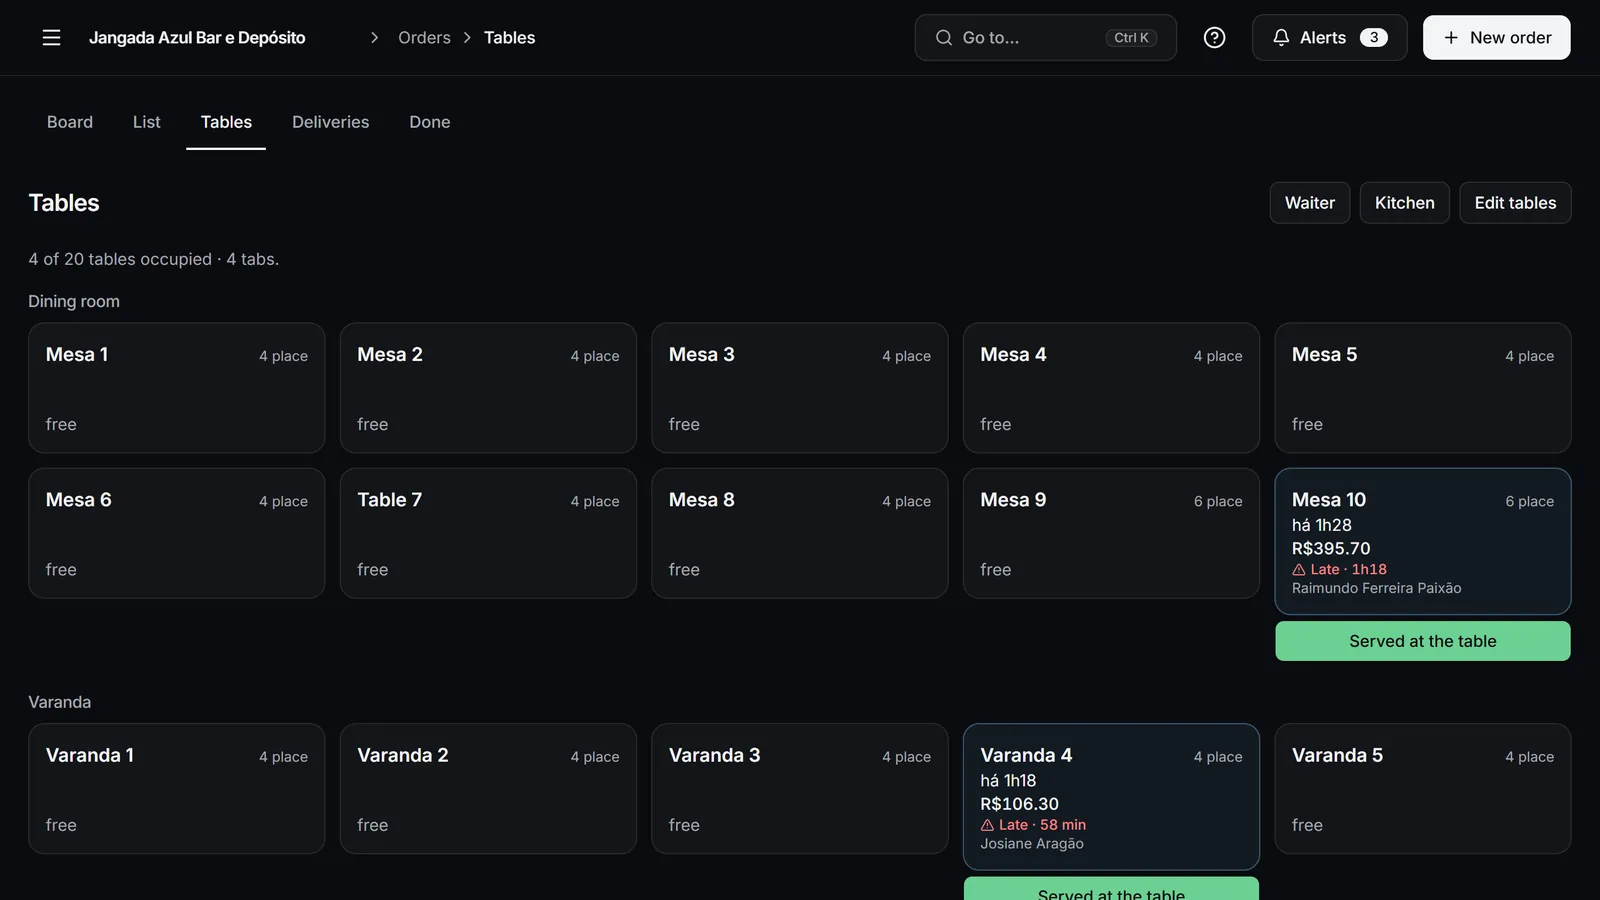 Jangada Azul Bar e Depósito
Orders
Tables
Go to...
Ctrl K
Alerts
3
New order
Board
List
Tables
Deliveries
Done
Tables
Waiter
Kitchen
Edit tables
4 of 20 tables occupied · 4 tabs.
Dining room
Mesa 1
4 place
free
Mesa 2
4 place
free
Mesa 3
4 place
free
Mesa 4
4 place
free
Mesa 5
4 place
free
Mesa 6
4 place
free
Table 7
4 place
free
Mesa 8
4 place
free
Mesa 9
6 place
free
Mesa 10
6 place
há 1h28
R$395.70
Late · 1h18
Raimundo Ferreira Paixão
Served at the table
Varanda
Varanda 1
4 place
free
Varanda 2
4 place
free
Varanda 3
4 place
free
Varanda 4
4 place
há 1h18
R$106.30
Late · 58 min
Josiane Aragão
Served at the table
Varanda 5
4 place
free